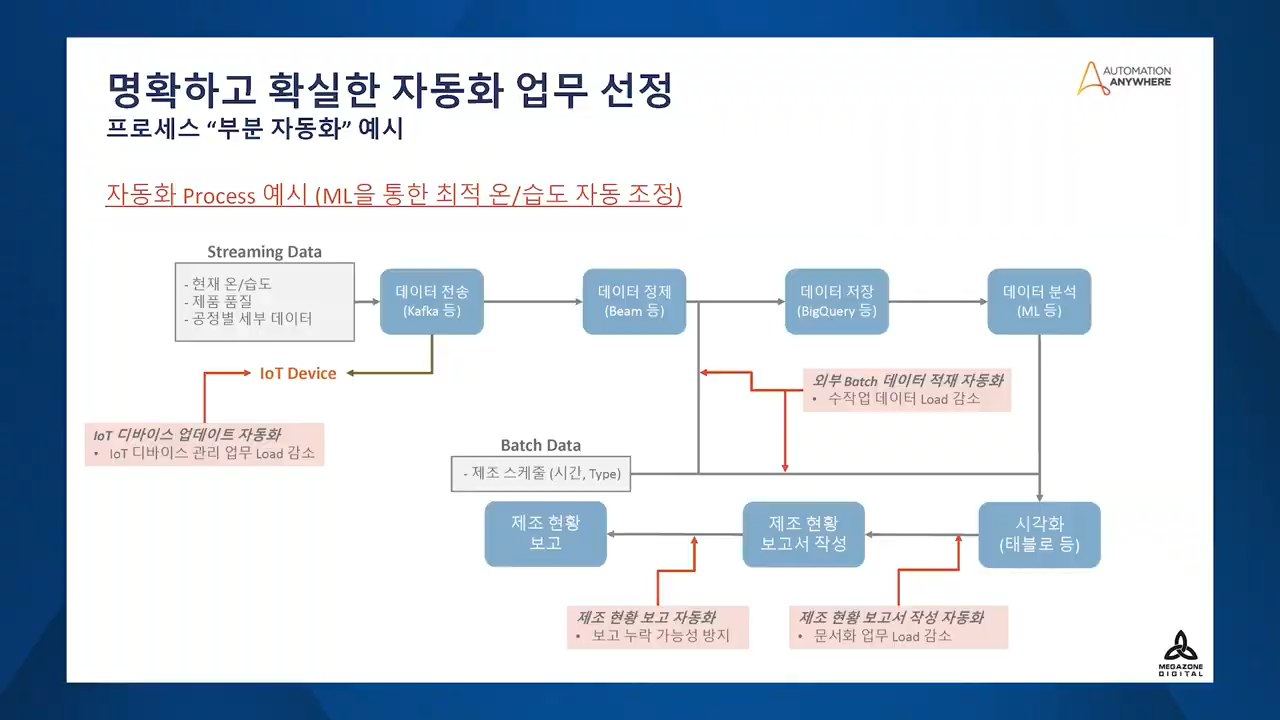 명확하고 확실한 자동화 업무 선정
프로세스 “부분 자동화” 예시
AUTOMATION
ANYWHERE
자동화 Process 예시 (ML을 통한 최적 온/습도 자동 조정)
Streaming Data
- 현재 온/습도
- 제품 품질
- 공정별 세부 데이터
데이터 전송
(Kafka 등)
데이터 정제
(Beam 등)
데이터 저장
(BigQuery 등)
데이터 분석
(ML 등)
IoT Device
외부 Batch 데이터 적재 자동화
• 수작업 데이터 Load 감소
IoT 디바이스 업데이트 자동화
• IoT 디바이스 관리 업무 Load 감소
Batch Data
- 제조 스케줄 (시간, Type)
제조 현황
보고
제조 현황
보고서 작성
시각화
(태블로 등)
제조 현황 보고 자동화
• 보고 누락 가능성 방지
제조 현황 보고서 작성 자동화
• 문서화 업무 Load 감소
MEGAZONE
DIGITAL